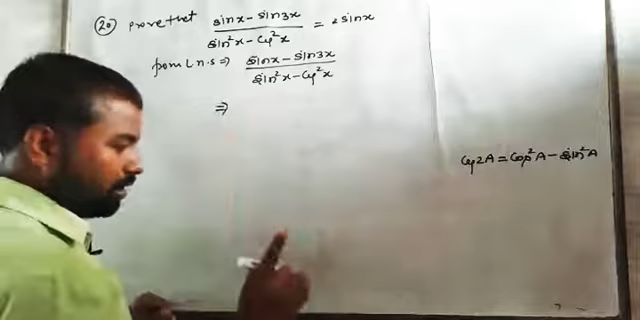 (20) Prove that (sinx - sin3x) / (sin²x - cos²x) = 2sinx
from L.H.S ⇒ (sinx - sin3x) / (sin²x - cos²x)
⇒
cos2A = cos²A - sin²A